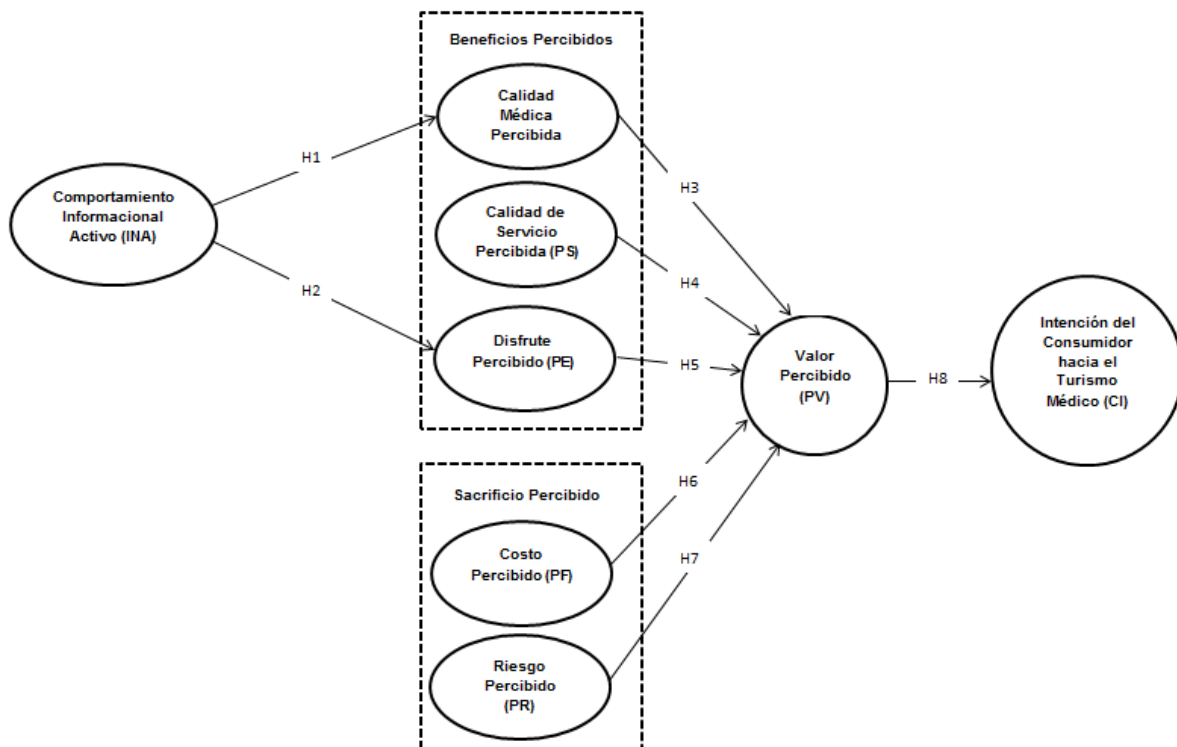 Beneficios Percibidos
Calidad
Médica
Percibida
H1
H3
Comportamiento
Informacional
Activo (INA)
Calidad de
Servicio
Percibida (PS)
H2
H4
Disfrute
Percibido (PE)
H5
Valor
Percibido
(PV)
H8
Intención del
Consumidor
hacia el
Turismo
Médico (CI)
Sacrificio Percibido
H6
Costo
Percibido (PF)
H7
Riesgo
Percibido
(PR)